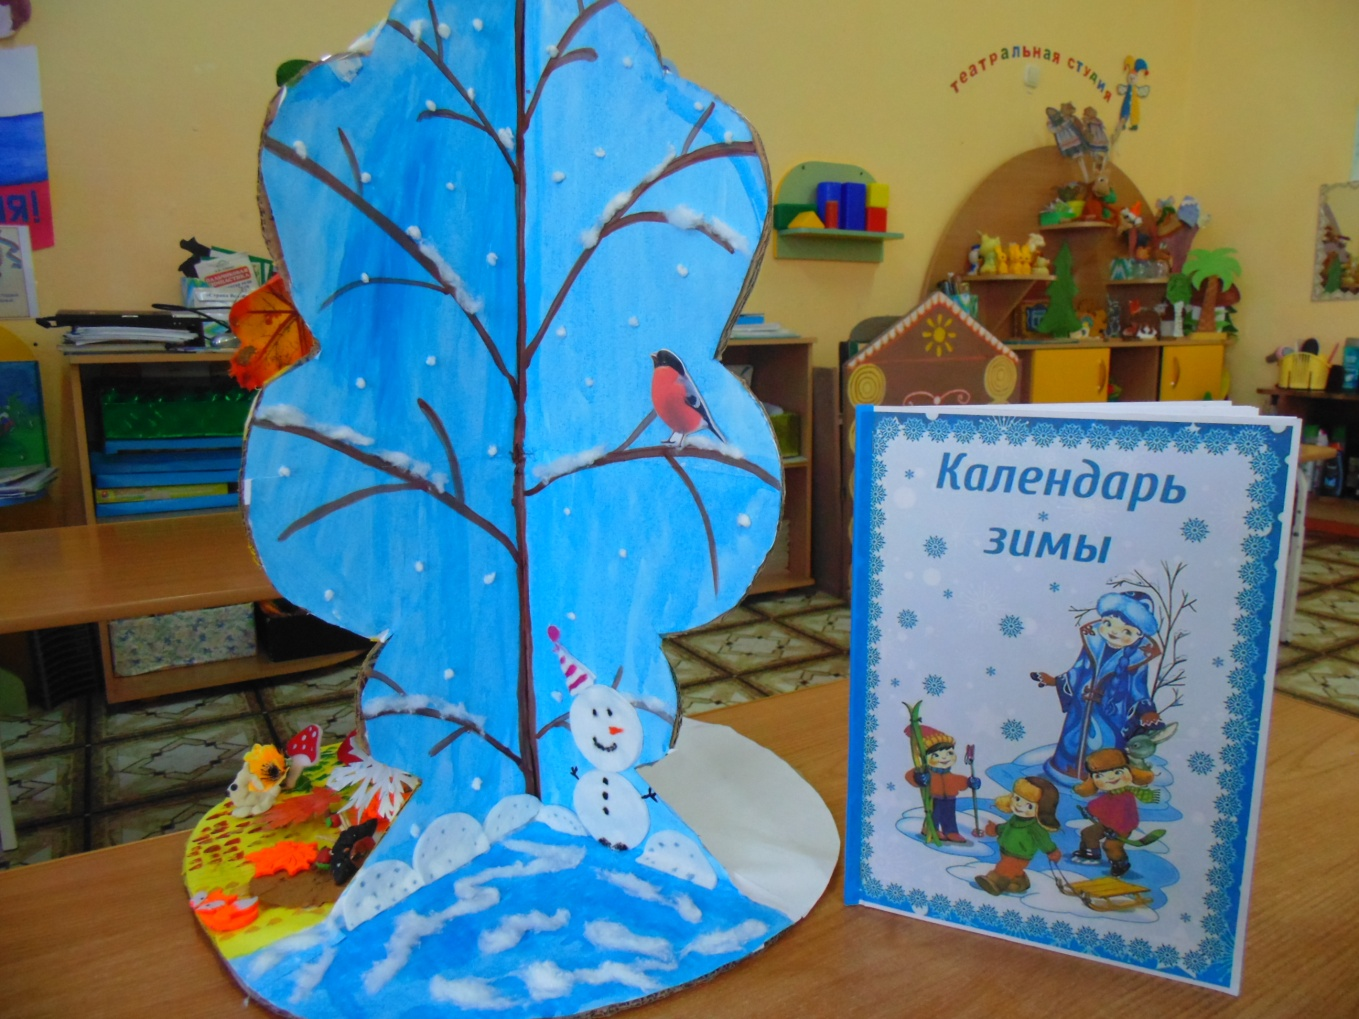 театральная студия
Календарь
зимы